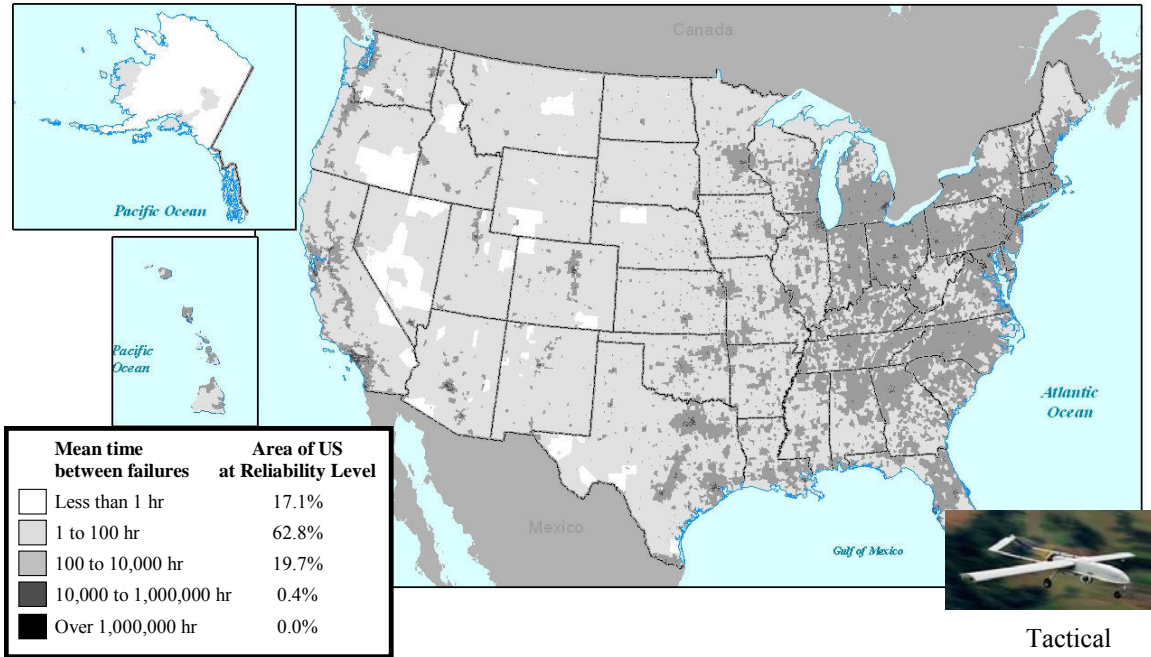 Canada
Pacific Ocean
Pacific
Ocean
Atlantic
Ocean
Mexico
Gulf of Mexico
Mean time
between failures
Area of US
at Reliability Level
Less than 1 hr 17.1%
1 to 100 hr 62.8%
100 to 10,000 hr 19.7%
10,000 to 1,000,000 hr 0.4%
Over 1,000,000 hr 0.0%
Tactical